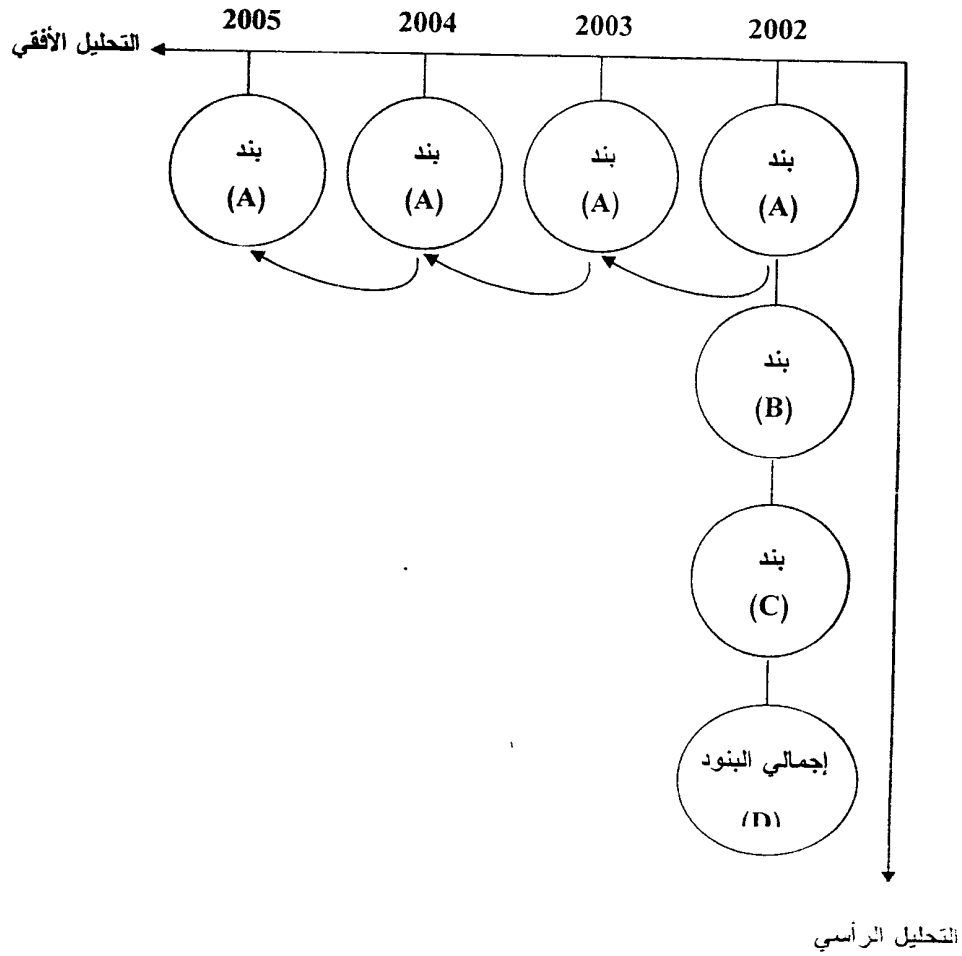 2002
2003
2004
2005
التحليل الأفقي
بند
(A)
بند
(A)
بند
(A)
بند
(A)
بند
(B)
بند
(C)
إجمالي البنود
(D)
التحليل الرأسي